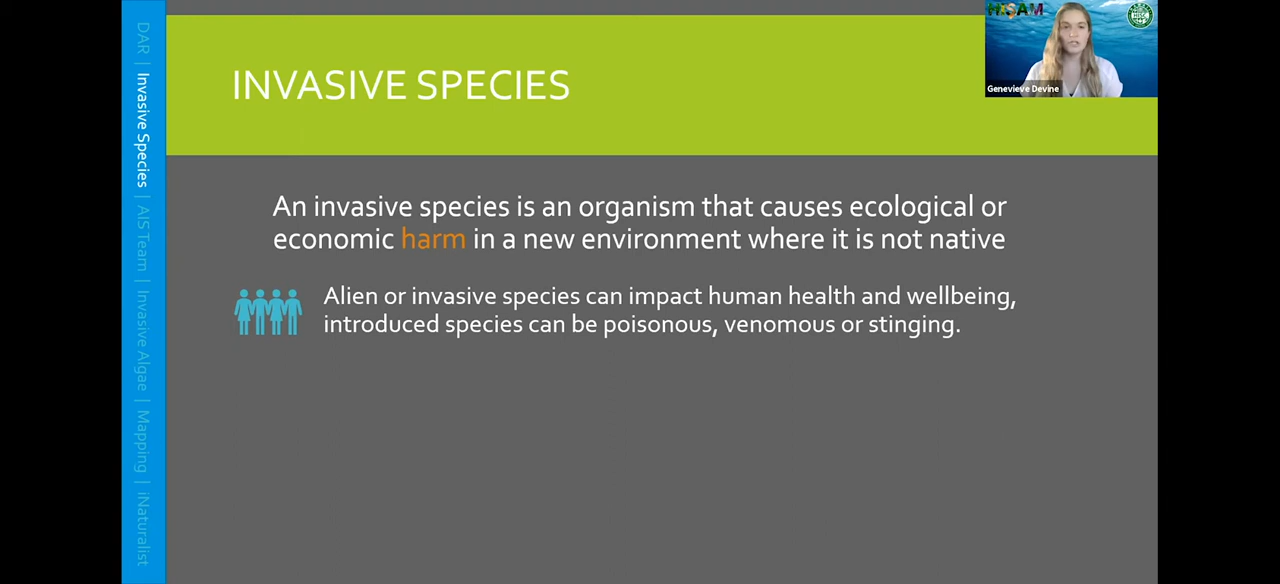 INVASIVE SPECIES
An invasive species is an organism that causes ecological or
economic harm in a new environment where it is not native
Alien or invasive species can impact human health and wellbeing,
introduced species can be poisonous, venomous or stinging.
DAR | Invasive Species | AIS Team | Invasive Algae | Mapping | iNaturalist
HISAM
HISC
Genevieve Devine